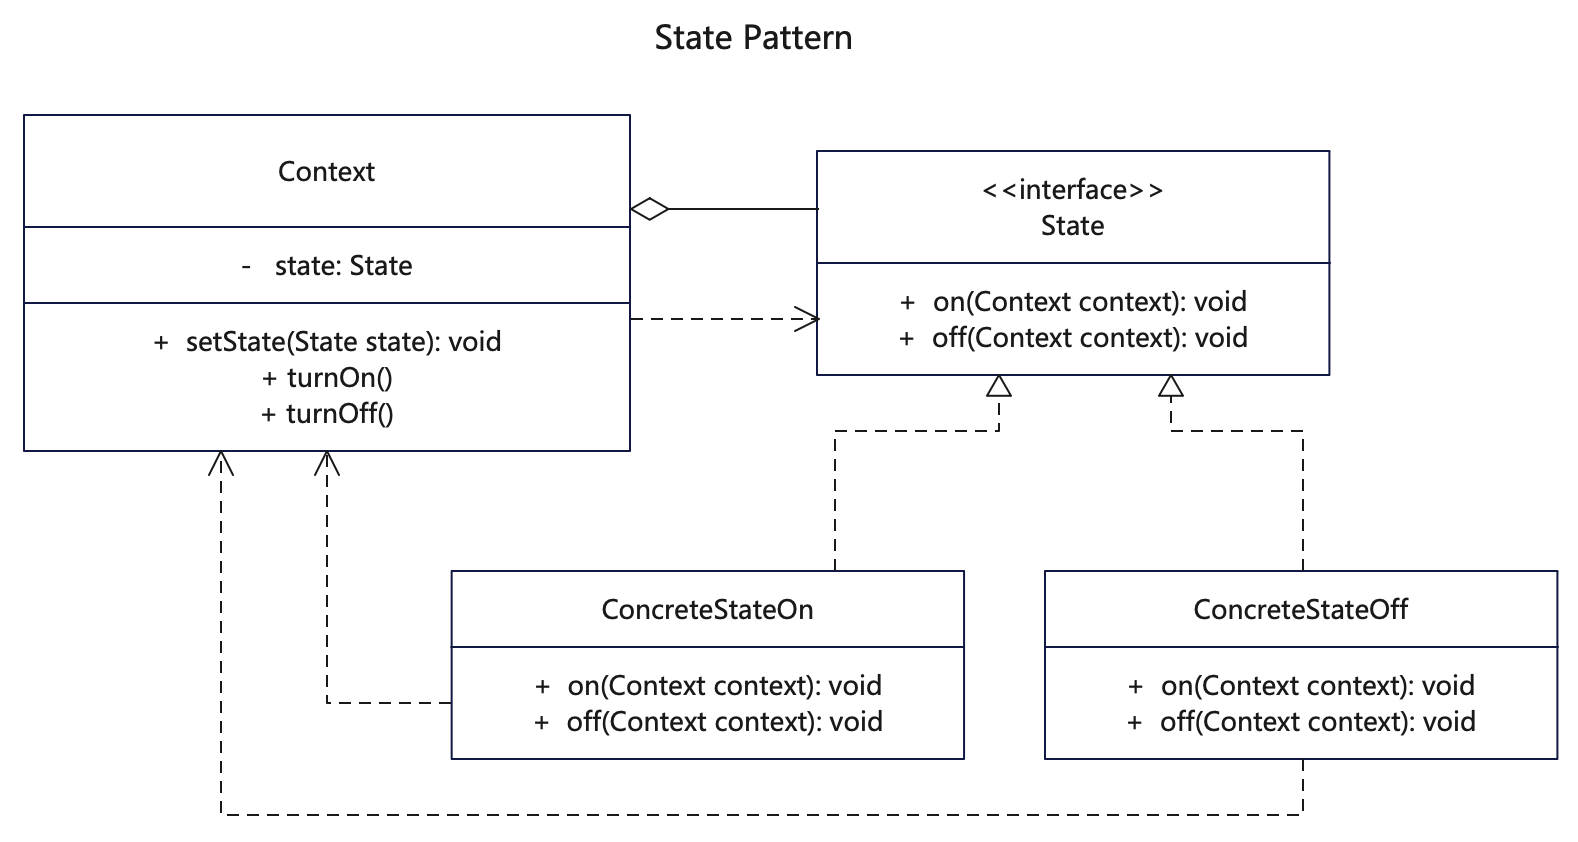 State Pattern
Context
- state: State
+ setState(State state): void
+ turnOn()
+ turnOff()
<<interface>>
State
+ on(Context context): void
+ off(Context context): void
ConcreteStateOn
+ on(Context context): void
+ off(Context context): void
ConcreteStateOff
+ on(Context context): void
+ off(Context context): void